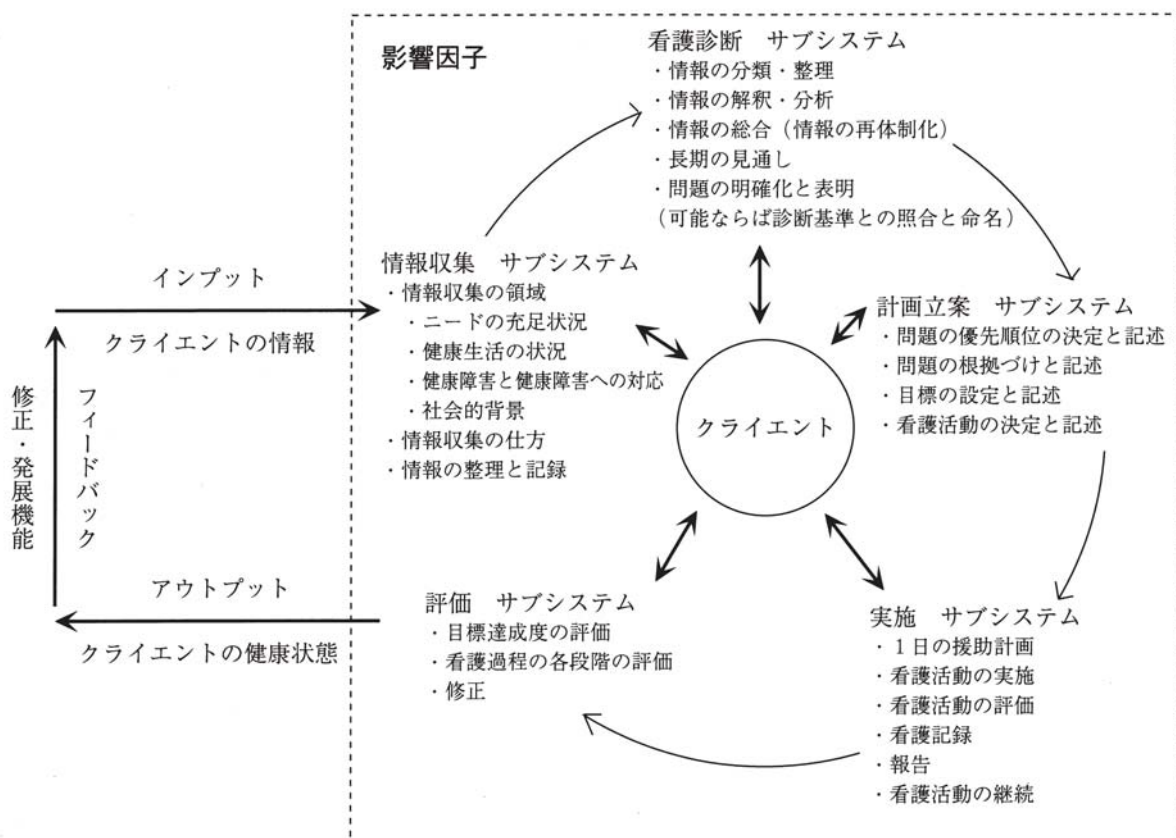 影響因子
看護診断 サブシステム
・情報の分類・整理
・情報の解釈・分析
・情報の総合（情報の再体制化）
・長期の見通し
・問題の明確化と表明
（可能ならば診断基準との照合と命名）
情報収集 サブシステム
・情報収集の領域
・ニードの充足状況
・健康生活の状況
・健康障害と健康障害への対応
・社会的背景
・情報収集の仕方
・情報の整理と記録
計画立案 サブシステム
・問題の優先順位の決定と記述
・問題の根拠づけと記述
・目標の設定と記述
・看護活動の決定と記述
クライエント
インプット
クライエントの情報
フィードバック
修正・発展機能
アウトプット
クライエントの健康状態
評価 サブシステム
・目標達成度の評価
・看護過程の各段階の評価
・修正
実施 サブシステム
・１日の援助計画
・看護活動の実施
・看護活動の評価
・看護記録
・報告
・看護活動の継続